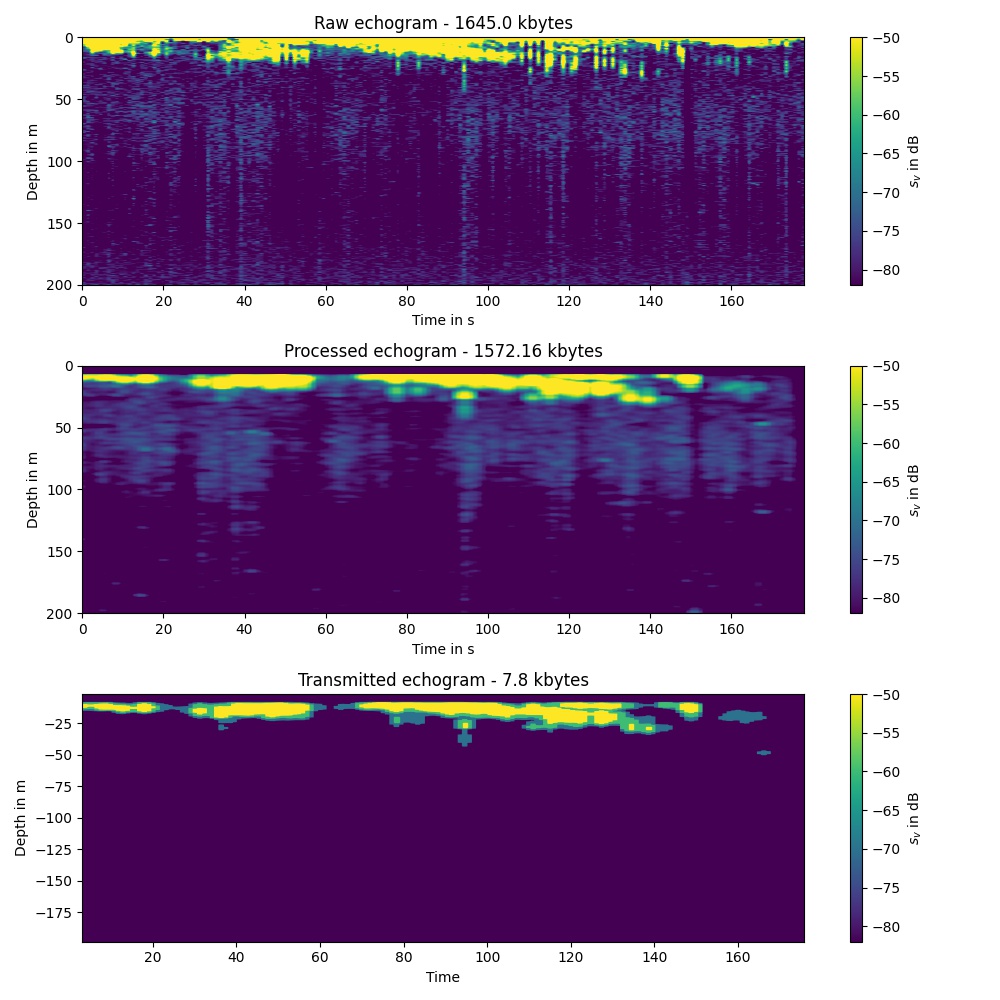 Raw echogram - 1645.0 kbytes
0
50
100
150
200
Depth in m
0 20 40 60 80 100 120 140 160
Time in s
−50
−55
−60
−65
−70
−75
−80
sᵥ in dB
Processed echogram - 1572.16 kbytes
0
50
100
150
200
Depth in m
0 20 40 60 80 100 120 140 160
Time in s
−50
−55
−60
−65
−70
−75
−80
sᵥ in dB
Transmitted echogram - 7.8 kbytes
−25
−50
−75
−100
−125
−150
−175
Depth in m
20 40 60 80 100 120 140 160
Time
−50
−55
−60
−65
−70
−75
−80
sᵥ in dB